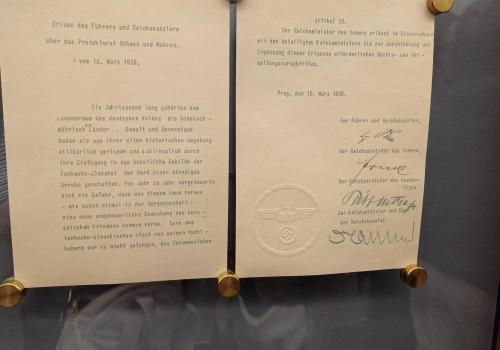 Erlass des Führers und Reichskanzlers
über das Protektorat Böhmen und Mähren.
vom 16. März 1939.
Ein Jahrtausend lang gehörten zum
Lebensraum des deutschen Volkes die böhmisch-
mährischen Länder. Gewalt und Unverstand
haben sie aus ihrer alten historischen Umgebung
willkürlich gerissen und schliesslich durch
ihre Einfügung in das künstliche Gebilde der
Tschecho-Slowakei den Herd einer ständigen
Unruhe geschaffen. Von Jahr zu Jahr vergrösserte
sich die Gefahr, dass aus diesem Raum heraus
- wie schon einmal in der Vergangenheit -
eine neue ungeheuerliche Bedrohung des euro-
päischen Friedens kommen würde. Denn dem
tschecho-slowakischen Staat und seinen Macht-
habern war es nicht gelungen, das Zusammenleben
Artikel 13.
Der Reichsminister des Innern erlässt im Einvernehmen
mit den beteiligten Reichsministern die zur Durchführung und
Ergänzung dieses Erlasses erforderlichen Rechts- und Ver-
waltungsvorschriften.
Prag, den 16. März 1939.
Der Führer und Reichskanzler,
Der Reichsminister des Innern,
Der Reichsminister des Auswär-
tigen
Der Reichsminister und Chef
der Reichskanzlei.